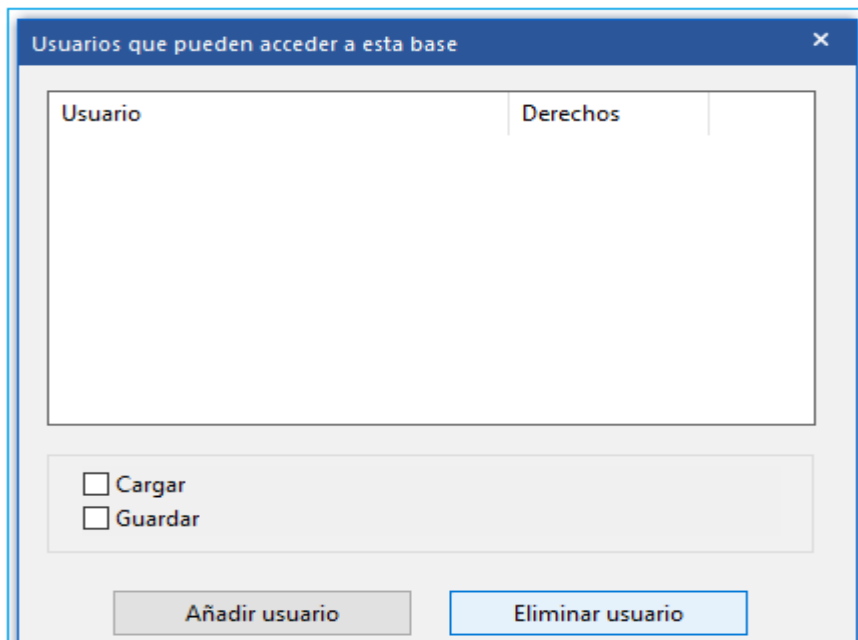 Usuarios que pueden acceder a esta base
Usuario Derechos
Cargar
Guardar
Añadir usuario Eliminar usuario